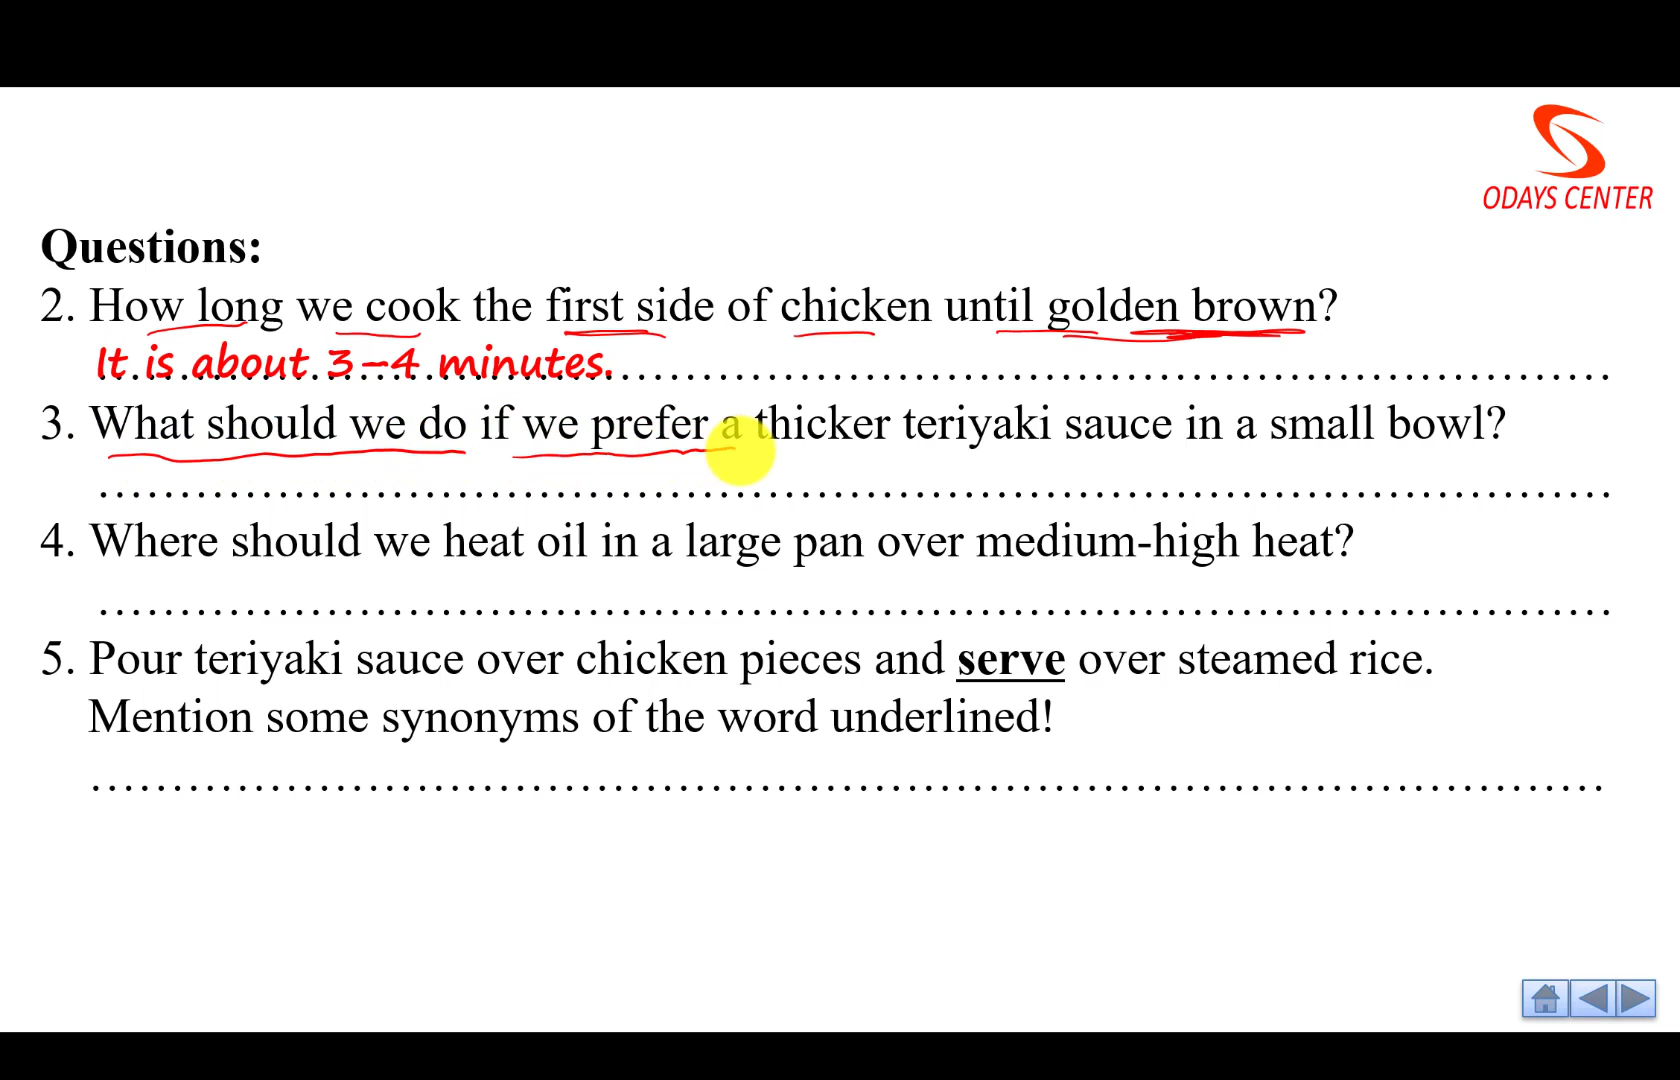 ODAYS CENTER
Questions:
2. How long we cook the first side of chicken until golden brown?
It is about 3-4 minutes.
3. What should we do if we prefer a thicker teriyaki sauce in a small bowl?
4. Where should we heat oil in a large pan over medium-high heat?
5. Pour teriyaki sauce over chicken pieces and serve over steamed rice.
Mention some synonyms of the word underlined!